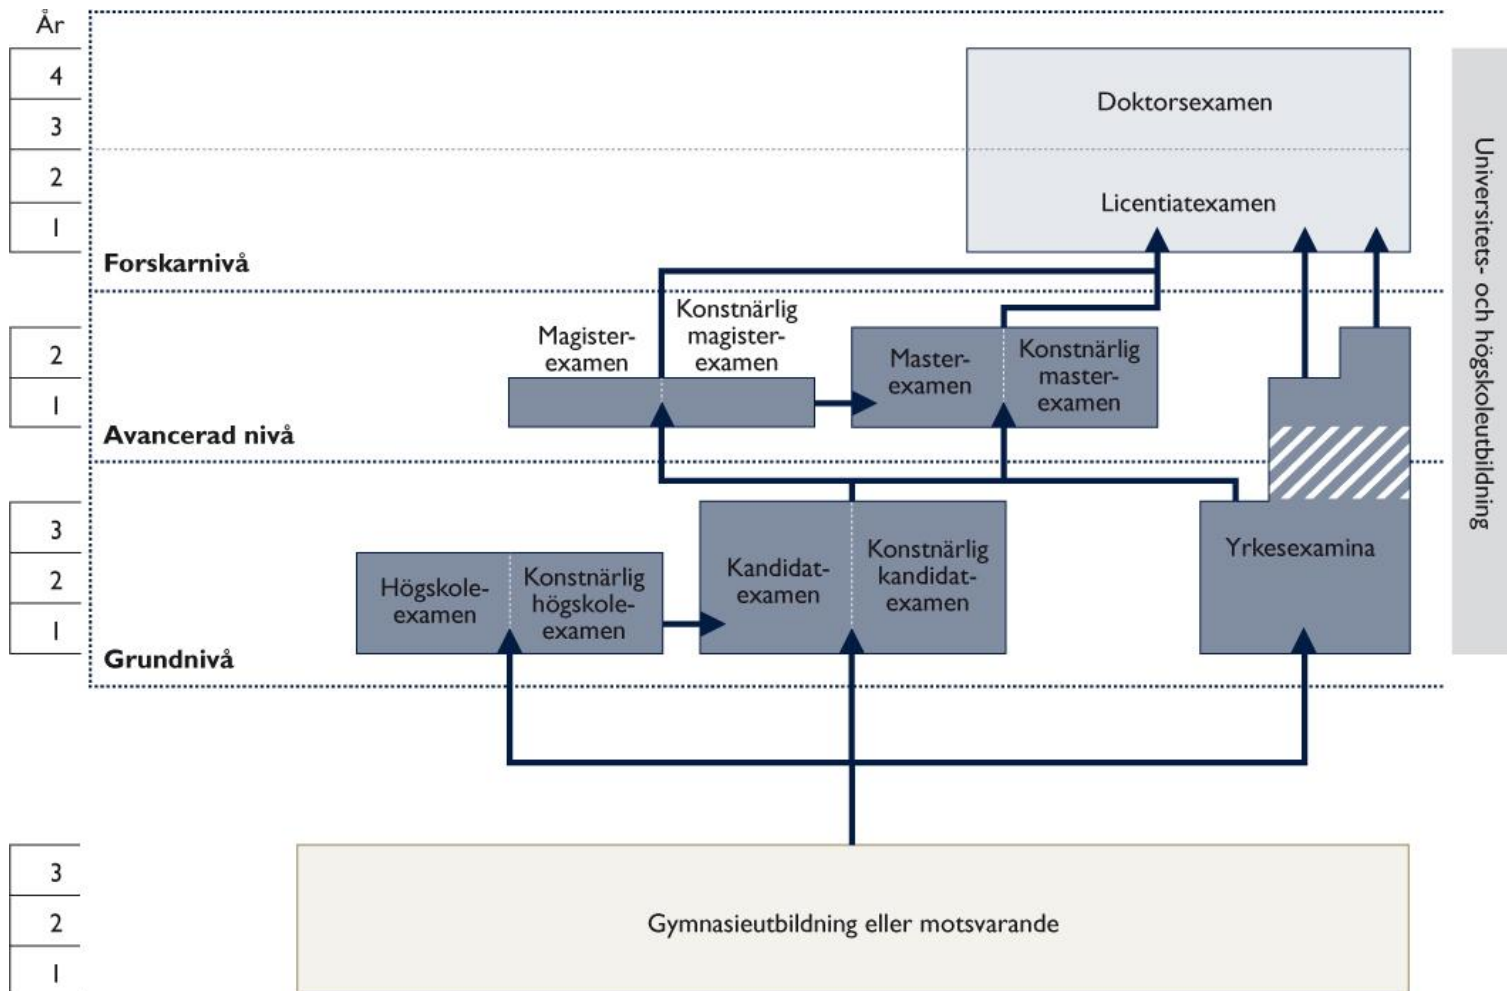 År
4
3
2
1
Doktorsexamen
Licentiatexamen
Forskarnivå
2
1
Magister-
examen
Konstnärlig
magister-
examen
Master-
examen
Konstnärlig
master-
examen
Avancerad nivå
3
2
1
Högskole-
examen
Konstnärlig
högskole-
examen
Kandidat-
examen
Konstnärlig
kandidat-
examen
Yrkesexamina
Grundnivå
Universitets- och högskoleutbildning
3
2
1
Gymnasieutbildning eller motsvarande